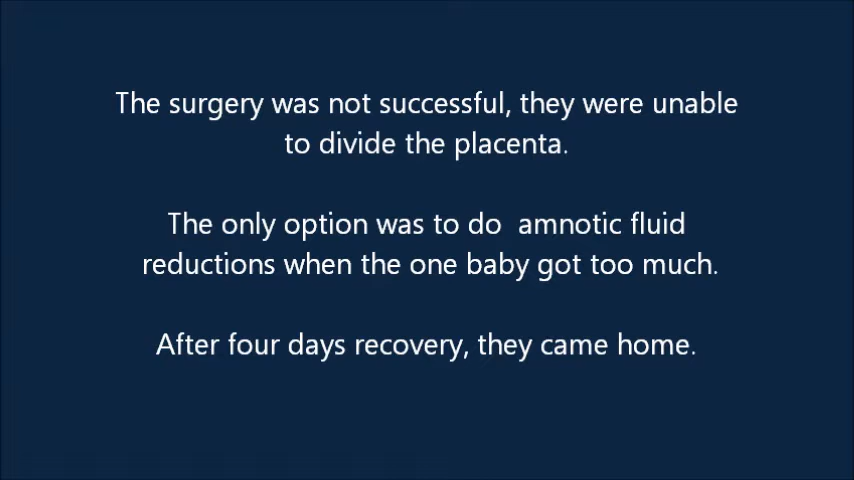 The surgery was not successful, they were unable
to divide the placenta.
The only option was to do  amnotic fluid
reductions when the one baby got too much.
After four days recovery, they came home.